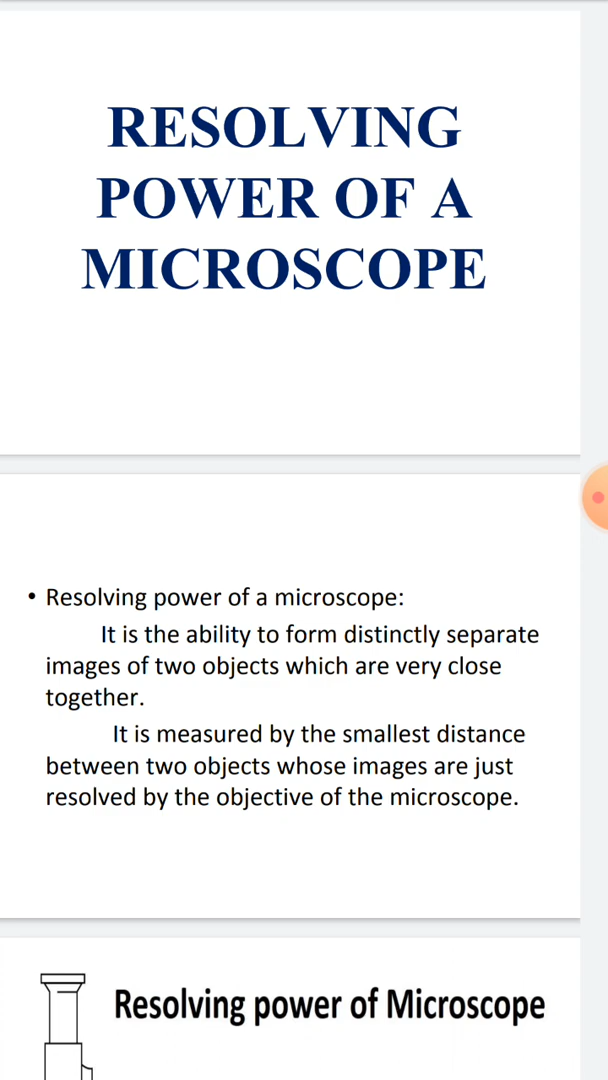 RESOLVING
POWER OF A
MICROSCOPE
• Resolving power of a microscope:
It is the ability to form distinctly separate
images of two objects which are very close
together.
It is measured by the smallest distance
between two objects whose images are just
resolved by the objective of the microscope.
Resolving power of Microscope